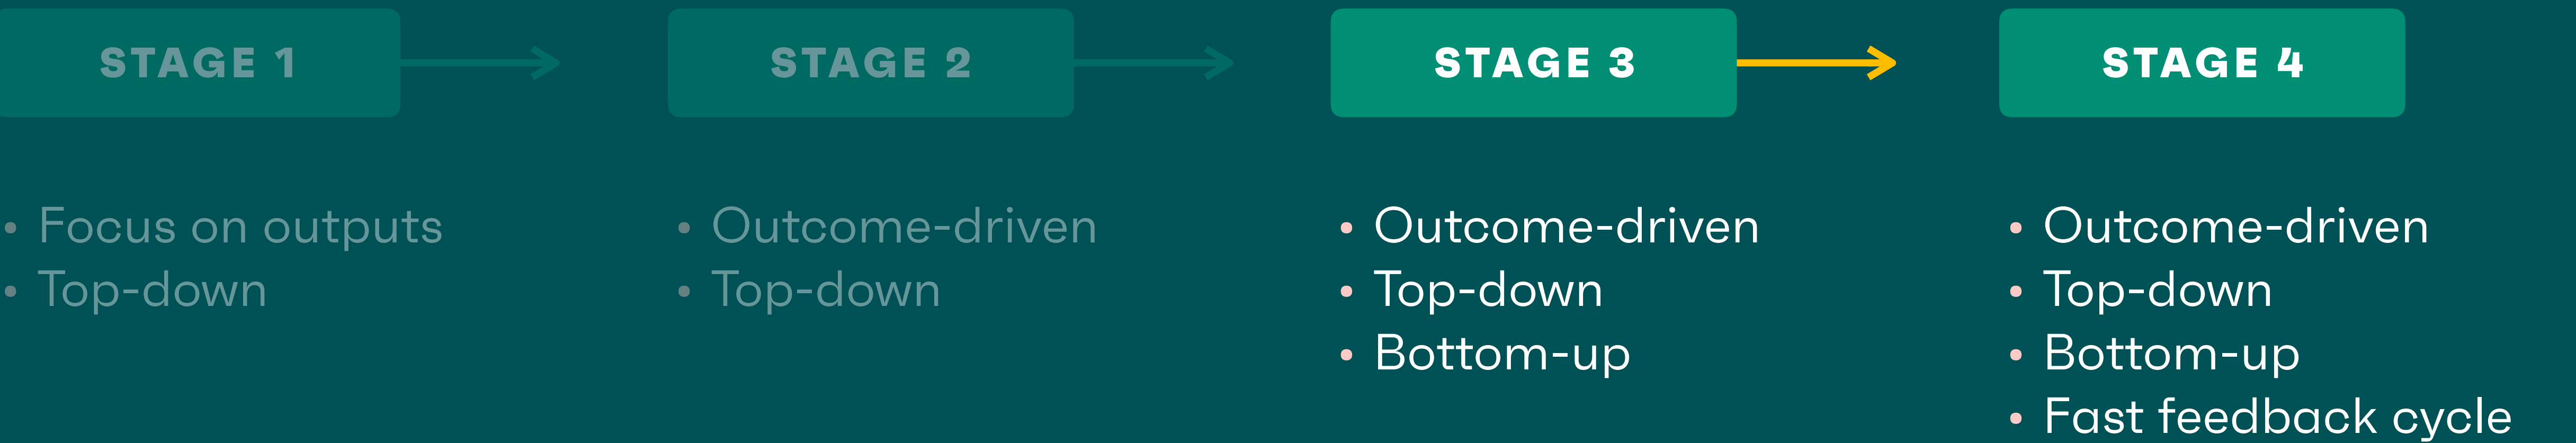 STAGE 1
STAGE 2
STAGE 3
STAGE 4
• Focus on outputs
• Top-down
• Outcome-driven
• Top-down
• Outcome-driven
• Top-down
• Bottom-up
• Outcome-driven
• Top-down
• Bottom-up
• Fast feedback cycle